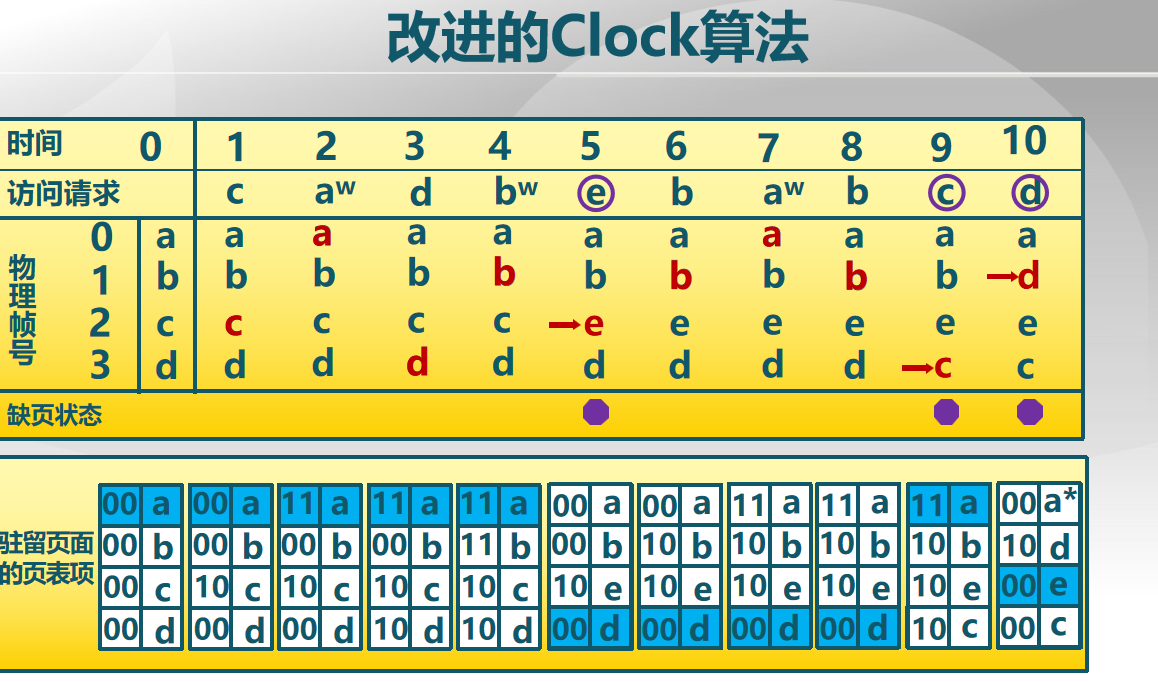 改进的Clock算法
时间 0 1 2 3 4 5 6 7 8 9 10
访问请求 c aʷ d bʷ e b aʷ b c d
物理帧号
0 a a a a a a a a a a a
1 b b b b b b b b b b d
2 c c c c c e e e e e e
3 d d d d d d d d d c c
缺页状态
驻留页面
的页表项
00 a 00 a 11 a 11 a 11 a 00 a 00 a 11 a 11 a 11 a 00 a*
00 b 00 b 00 b 00 b 11 b 00 b 10 b 10 b 10 b 10 b 10 d
00 c 10 c 10 c 10 c 10 c 10 e 10 e 10 e 10 e 10 e 00 e
00 d 00 d 00 d 10 d 10 d 00 d 00 d 00 d 00 d 10 c 00 c